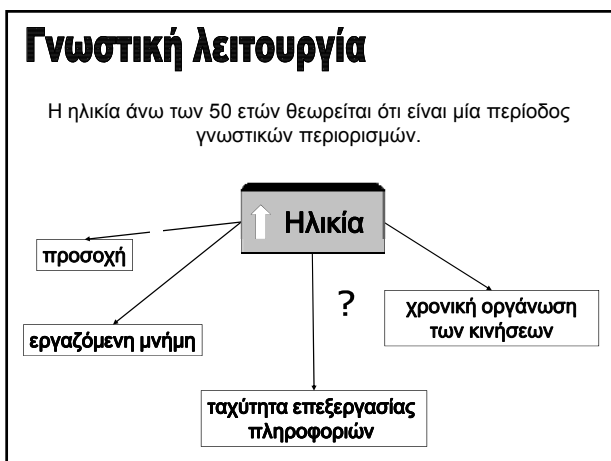 Γνωστική λειτουργία
Η ηλικία άνω των 50 ετών θεωρείται ότι είναι μία περίοδος
γνωστικών περιορισμών.
Ηλικία
προσοχή
?
χρονική οργάνωση
των κινήσεων
εργαζόμενη μνήμη
ταχύτητα επεξεργασίας
πληροφοριών